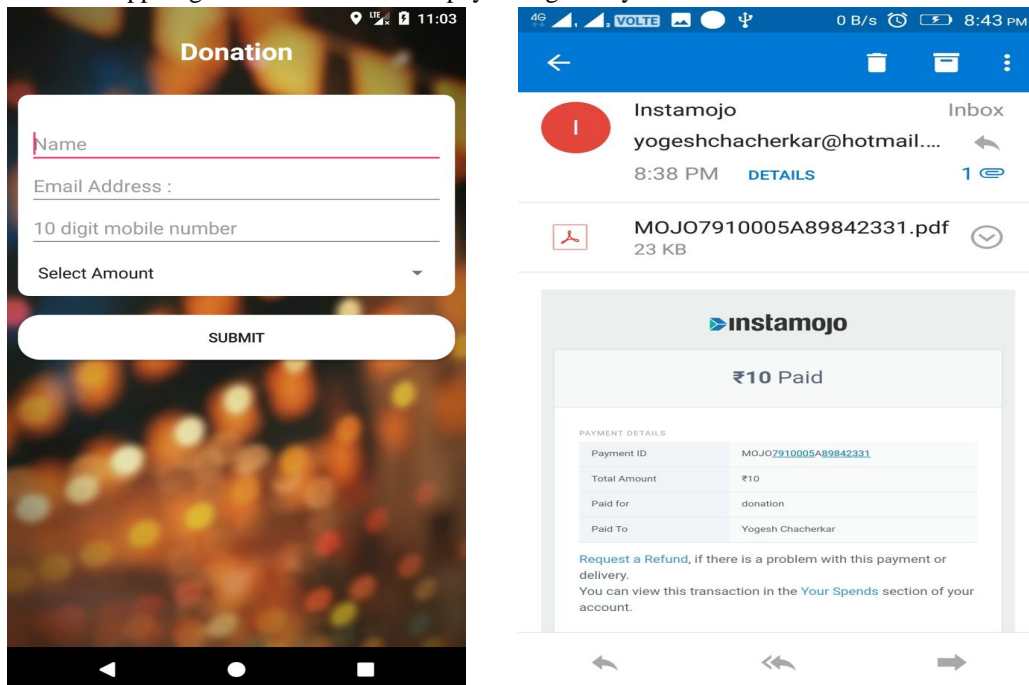 11:03
Donation
Name
Email Address :
10 digit mobile number
Select Amount
SUBMIT
4G VOLTE 0 B/s 8:43 PM
Instamojo Inbox
I
yogeshchacherkar@hotmail....
8:38 PM DETAILS 1
MOJO7910005A89842331.pdf
23 KB
instamojo
₹10 Paid
PAYMENT DETAILS
Payment ID MOJO7910005A89842331
Total Amount ₹10
Paid for donation
Paid To Yogesh Chacherkar
Request a Refund, if there is a problem with this payment or
delivery.
You can view this transaction in the Your Spends section of your
account.